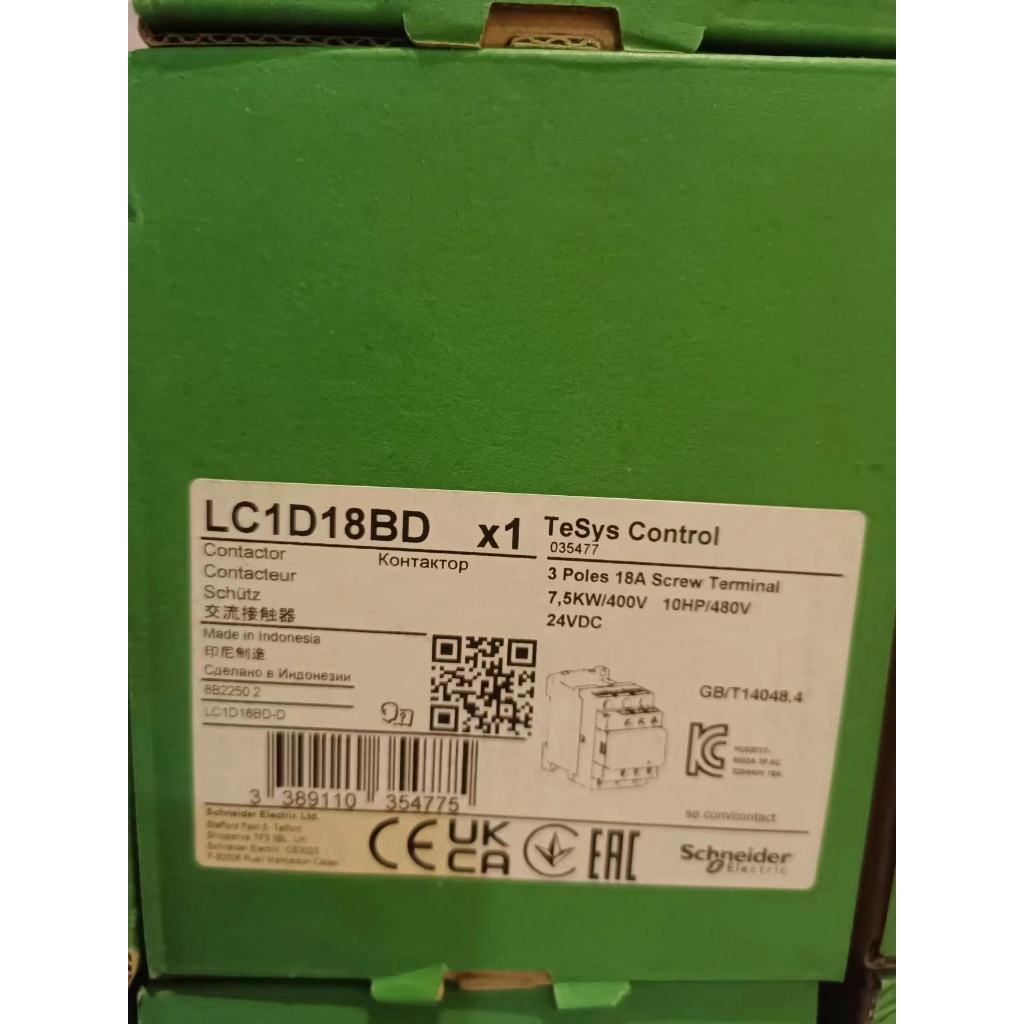 LC1D18BD x1
Contactor Контактор
Contacteur
Schütz
交流接触器
Made in Indonesia
印尼制造
Сделано в Индонезии
8B2250 2
LC1D18BD-D
3 389110 354775
Schneider Electric Ltd.
TeSys Control
035477
3 Poles 18A Screw Terminal
7,5KW/400V 10HP/480V
24VDC
GB/T14048.4
se.com/contact
CE UK CA EAC
Schneider Electric